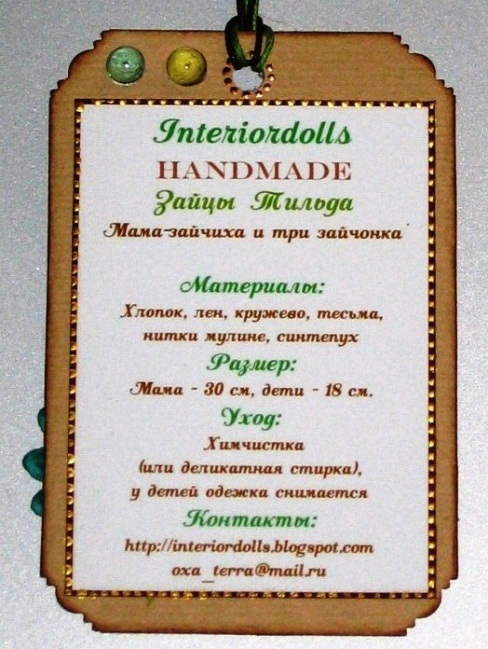 Interiordolls
HANDMADE
Зайцы Тильда
Мама-зайчиха и три зайчонка
Материалы:
Хлопок, лен, кружево, тесьма,
нитки мулине, синтепух
Размер:
Мама - 30 см, дети - 18 см.
Уход:
Химчистка
(или деликатная стирка),
у детей одежка снимается
Контакты:
http://interiordolls.blogspot.com
oxa_terra@mail.ru